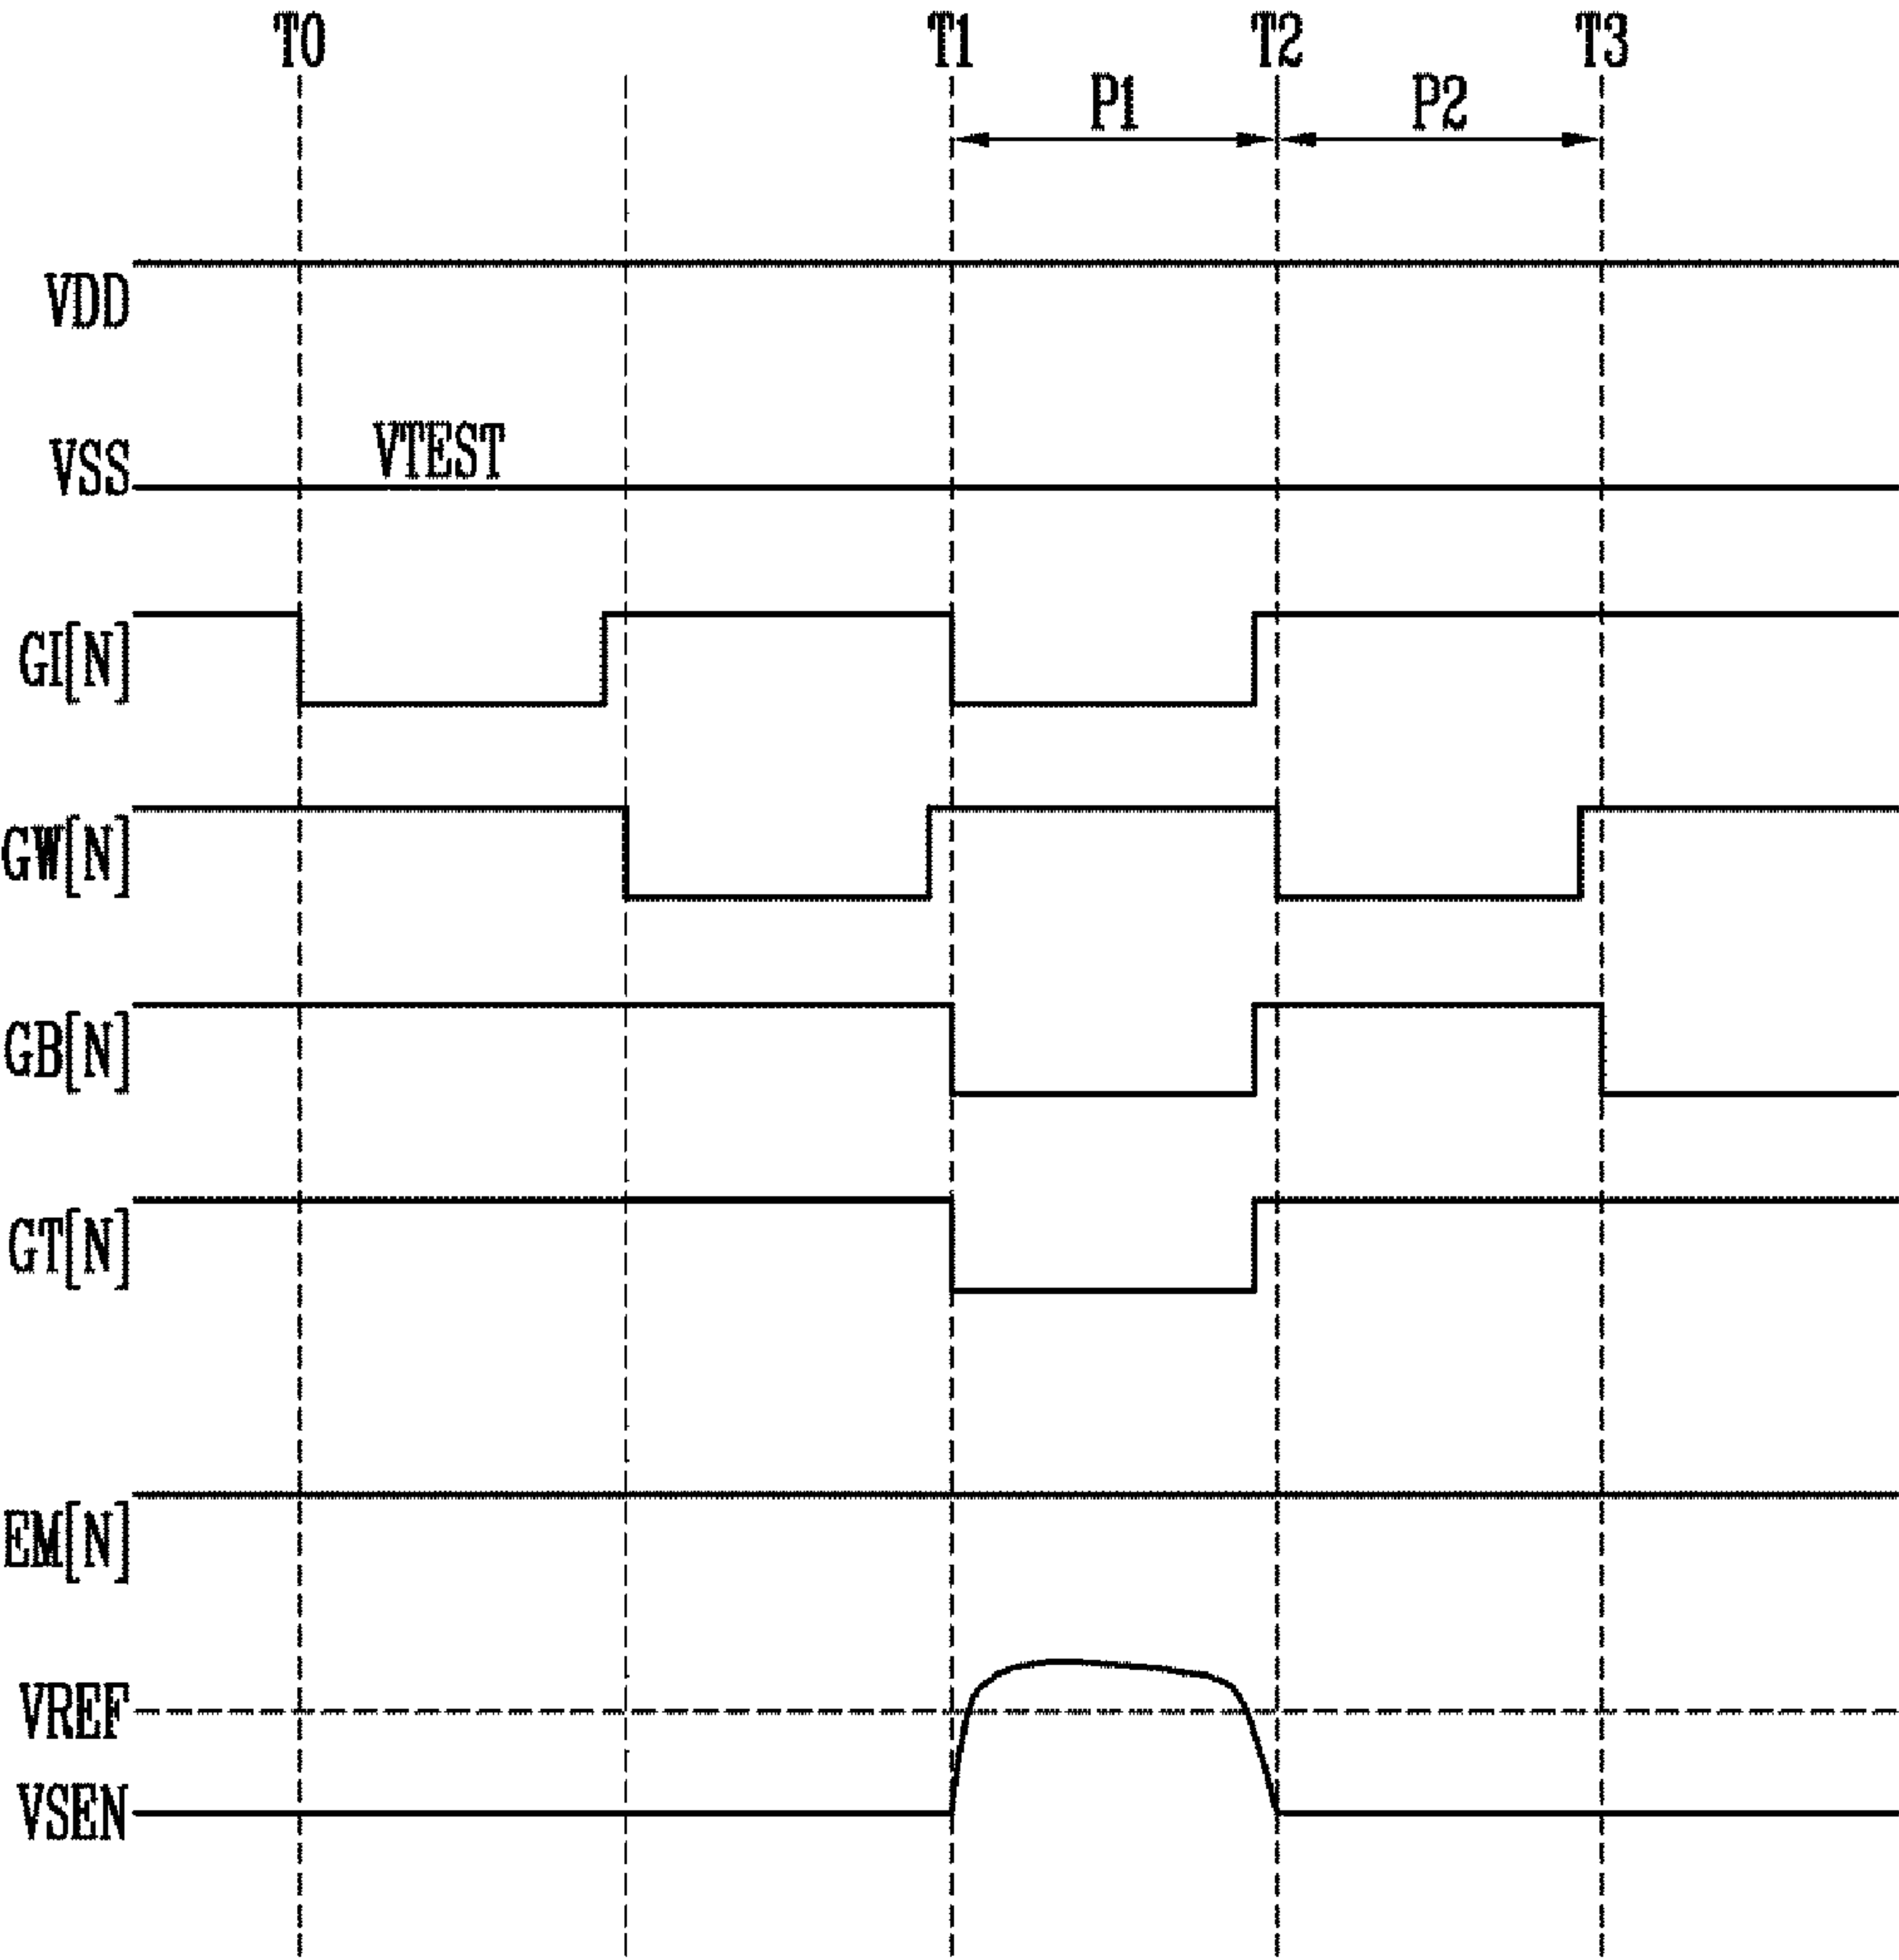 T0 T1 T2 T3
P1 P2
VDD
VSS VTEST
GI[N]
GW[N]
GB[N]
GT[N]
EM[N]
VREF
VSEN